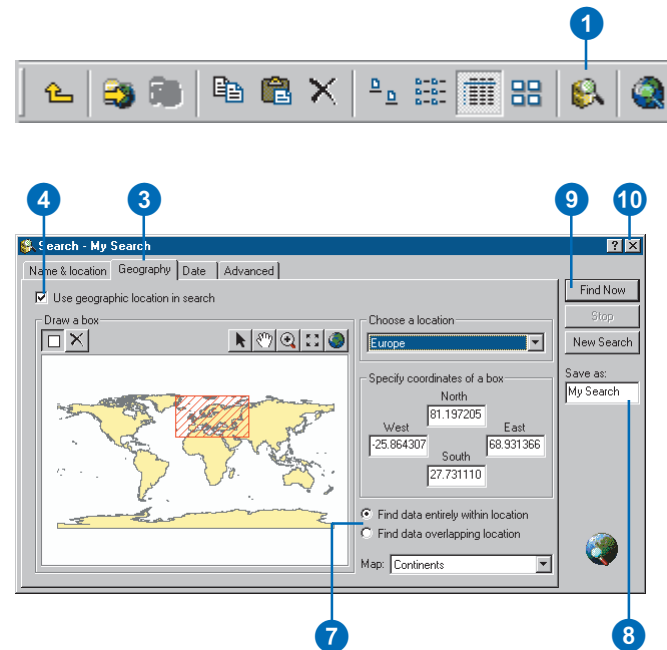 1
4
3
9
10
Search - My Search
Name & location
Geography
Date
Advanced
Use geographic location in search
Find Now
Stop
New Search
Save as:
My Search
Draw a box
Choose a location
Europe
Specify coordinates of a box
North
81.197205
West
East
-25.864307
68.931366
South
27.731110
Find data entirely within location
Find data overlapping location
Map:
Continents
7
8